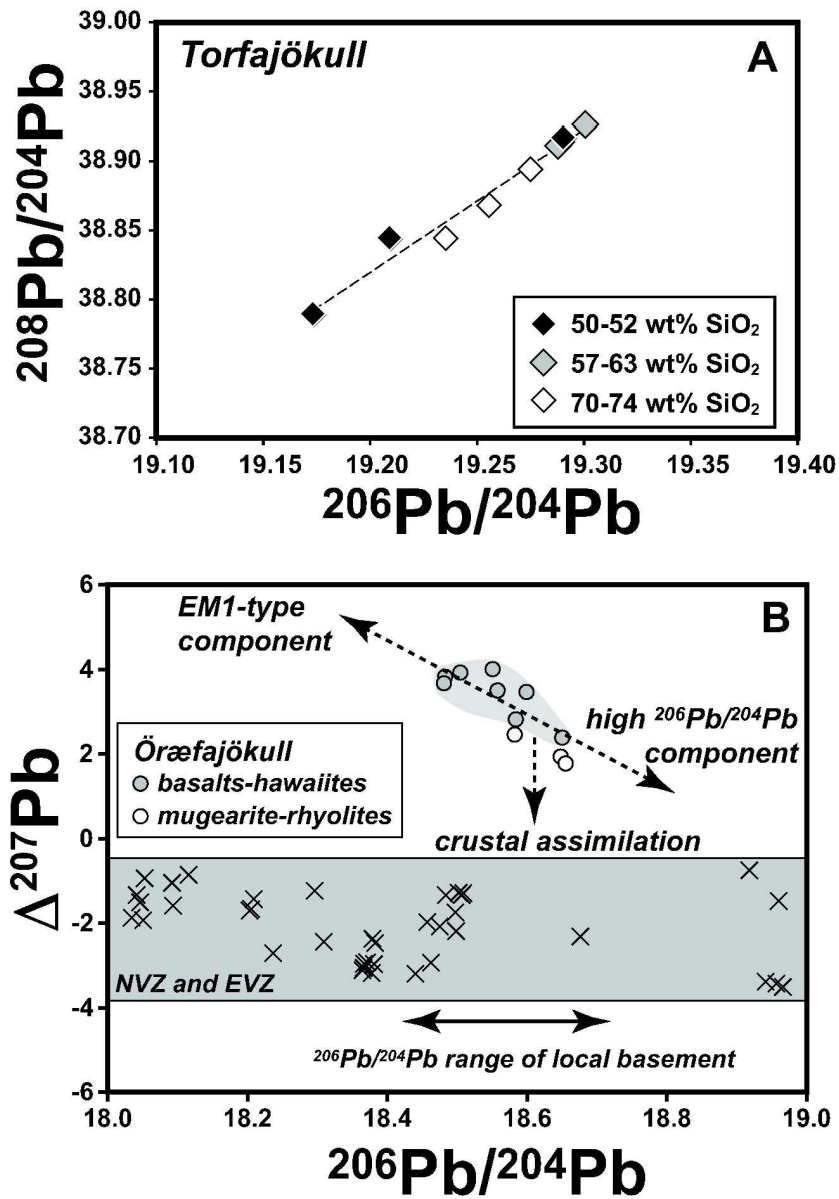 Torfajökull
A
39.00
38.95
38.90
38.85
38.80
38.75
38.70
208Pb/204Pb
50-52 wt% SiO2
57-63 wt% SiO2
70-74 wt% SiO2
19.10 19.15 19.20 19.25 19.30 19.35 19.40
206Pb/204Pb
B
6
4
2
0
-2
-4
-6
Δ207Pb
EM1-type
component
high 206Pb/204Pb
component
Öræfajökull
basalts-hawaiites
mugearite-rhyolites
crustal assimilation
NVZ and EVZ
206Pb/204Pb range of local basement
18.0 18.2 18.4 18.6 18.8 19.0
206Pb/204Pb